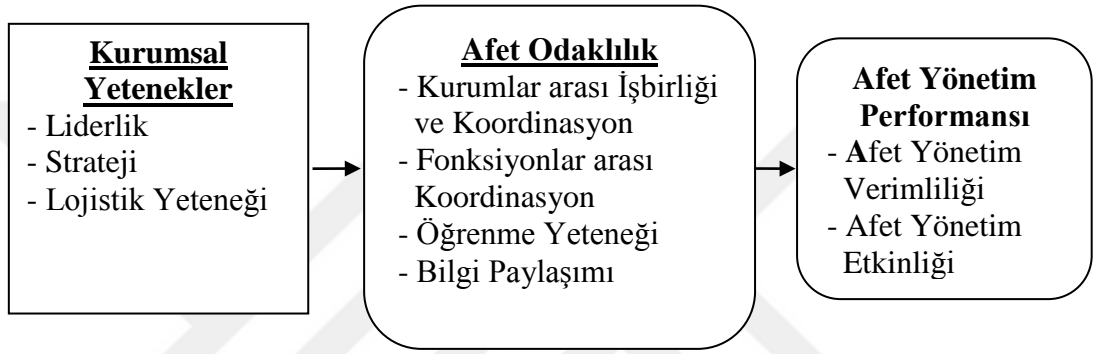 Kurumsal
Yetenekler
- Liderlik
- Strateji
- Lojistik Yeteneği
Afet Odaklılık
- Kurumlar arası İşbirliği
ve Koordinasyon
- Fonksiyonlar arası
Koordinasyon
- Öğrenme Yeteneği
- Bilgi Paylaşımı
Afet Yönetim
Performansı
- Afet Yönetim
Verimliliği
- Afet Yönetim
Etkinliği